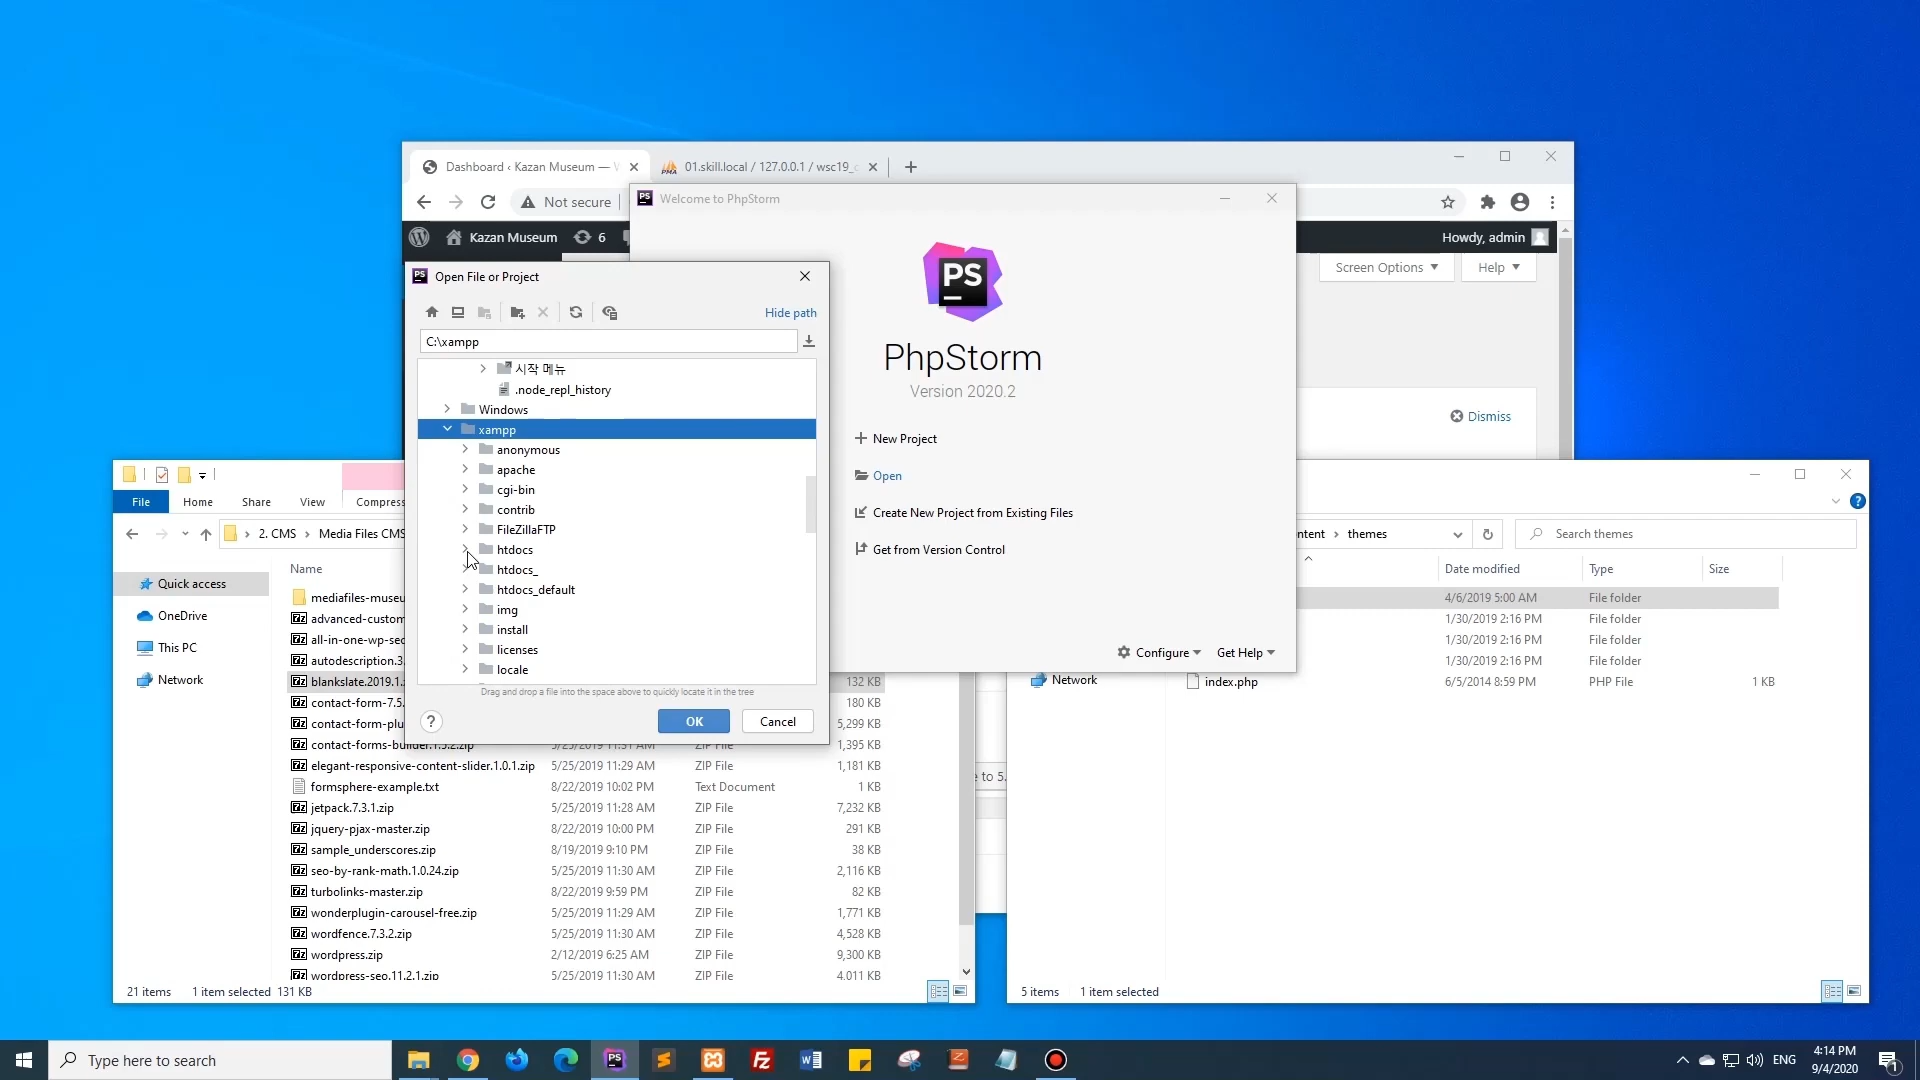 Dashboard ‹ Kazan Museum — W
01.skill.local / 127.0.0.1 / wsc19_c
Not secure
Welcome to PhpStorm
Kazan Museum
6
Howdy, admin
Screen Options
Help
Dismiss
PS
PhpStorm
Version 2020.2
New Project
Open
Create New Project from Existing Files
Get from Version Control
Configure
Get Help
Open File or Project
Hide path
C:\xampp
시작 메뉴
.node_repl_history
Windows
xampp
anonymous
apache
cgi-bin
contrib
FileZillaFTP
htdocs
htdocs_
htdocs_default
img
install
licenses
locale
Drag and drop a file into the space above to quickly locate it in the tree
?
OK
Cancel
File
Home
Share
View
Compress
2. CMS
Media Files CMS
Name
Quick access
OneDrive
This PC
Network
mediafiles-museu
advanced-custom
all-in-one-wp-sec
autodescription.3.
blankslate.2019.1.
132 KB
contact-form-7.5.
180 KB
contact-form-plu
5,299 KB
contact-forms-builder.1.5.2.zip
5/25/2019 11:31 AM
ZIP File
1,395 KB
elegant-responsive-content-slider.1.0.1.zip
5/25/2019 11:29 AM
ZIP File
1,181 KB
formsphere-example.txt
8/22/2019 10:02 PM
Text Document
1 KB
jetpack.7.3.1.zip
5/25/2019 11:28 AM
ZIP File
7,232 KB
jquery-pjax-master.zip
8/22/2019 10:00 PM
ZIP File
291 KB
sample_underscores.zip
8/19/2019 9:10 PM
ZIP File
38 KB
seo-by-rank-math.1.0.24.zip
5/25/2019 11:30 AM
ZIP File
2,116 KB
turbolinks-master.zip
8/22/2019 9:59 PM
ZIP File
82 KB
wonderplugin-carousel-free.zip
5/25/2019 11:29 AM
ZIP File
1,771 KB
wordfence.7.3.2.zip
5/25/2019 11:30 AM
ZIP File
4,528 KB
wordpress.zip
2/12/2019 6:25 AM
ZIP File
9,300 KB
wordpress-seo.11.2.1.zip
5/25/2019 11:30 AM
ZIP File
4,011 KB
21 items
1 item selected 131 KB
e to 5.
ntent
themes
Search themes
Date modified
Type
Size
4/6/2019 5:00 AM
File folder
1/30/2019 2:16 PM
File folder
1/30/2019 2:16 PM
File folder
1/30/2019 2:16 PM
File folder
Network
index.php
6/5/2014 8:59 PM
PHP File
1 KB
5 items
1 item selected
Type here to search
ENG
4:14 PM
9/4/2020
1